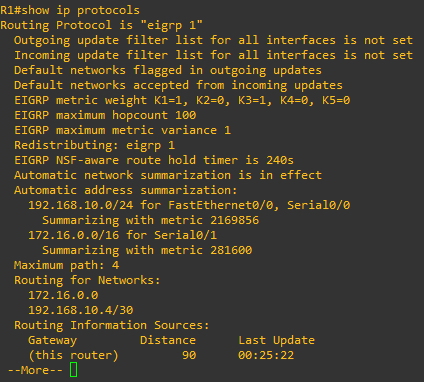 R1#show ip protocols
Routing Protocol is "eigrp 1"
  Outgoing update filter list for all interfaces is not set
  Incoming update filter list for all interfaces is not set
  Default networks flagged in outgoing updates
  Default networks accepted from incoming updates
  EIGRP metric weight K1=1, K2=0, K3=1, K4=0, K5=0
  EIGRP maximum hopcount 100
  EIGRP maximum metric variance 1
  Redistributing: eigrp 1
  EIGRP NSF-aware route hold timer is 240s
  Automatic network summarization is in effect
  Automatic address summarization:
    192.168.10.0/24 for FastEthernet0/0, Serial0/0
      Summarizing with metric 2169856
    172.16.0.0/16 for Serial0/1
      Summarizing with metric 281600
  Maximum path: 4
  Routing for Networks:
    172.16.0.0
    192.168.10.4/30
  Routing Information Sources:
    Gateway         Distance      Last Update
    (this router)         90      00:25:22
 --More--